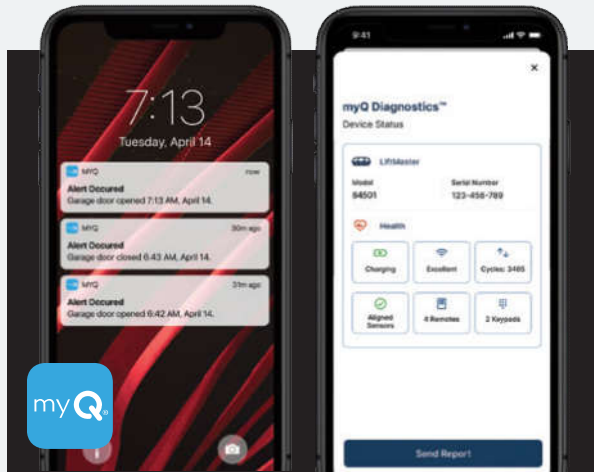 7:13
Tuesday, April 14
MYQ now
Alert Occured
Garage door opened 7:13 AM, April 14.
MYQ 30m ago
Alert Occured
Garage door closed 6:43 AM, April 14.
MYQ 31m ago
Alert Occured
Garage door opened 6:42 AM, April 14.
myQ
9:41
myQ Diagnostics™
Device Status
LiftMaster
Model Serial Number
84501 123-456-789
Health
Charging Excellent Cycles: 3465
Aligned Sensors 4 Remotes 2 Keypads
Send Report